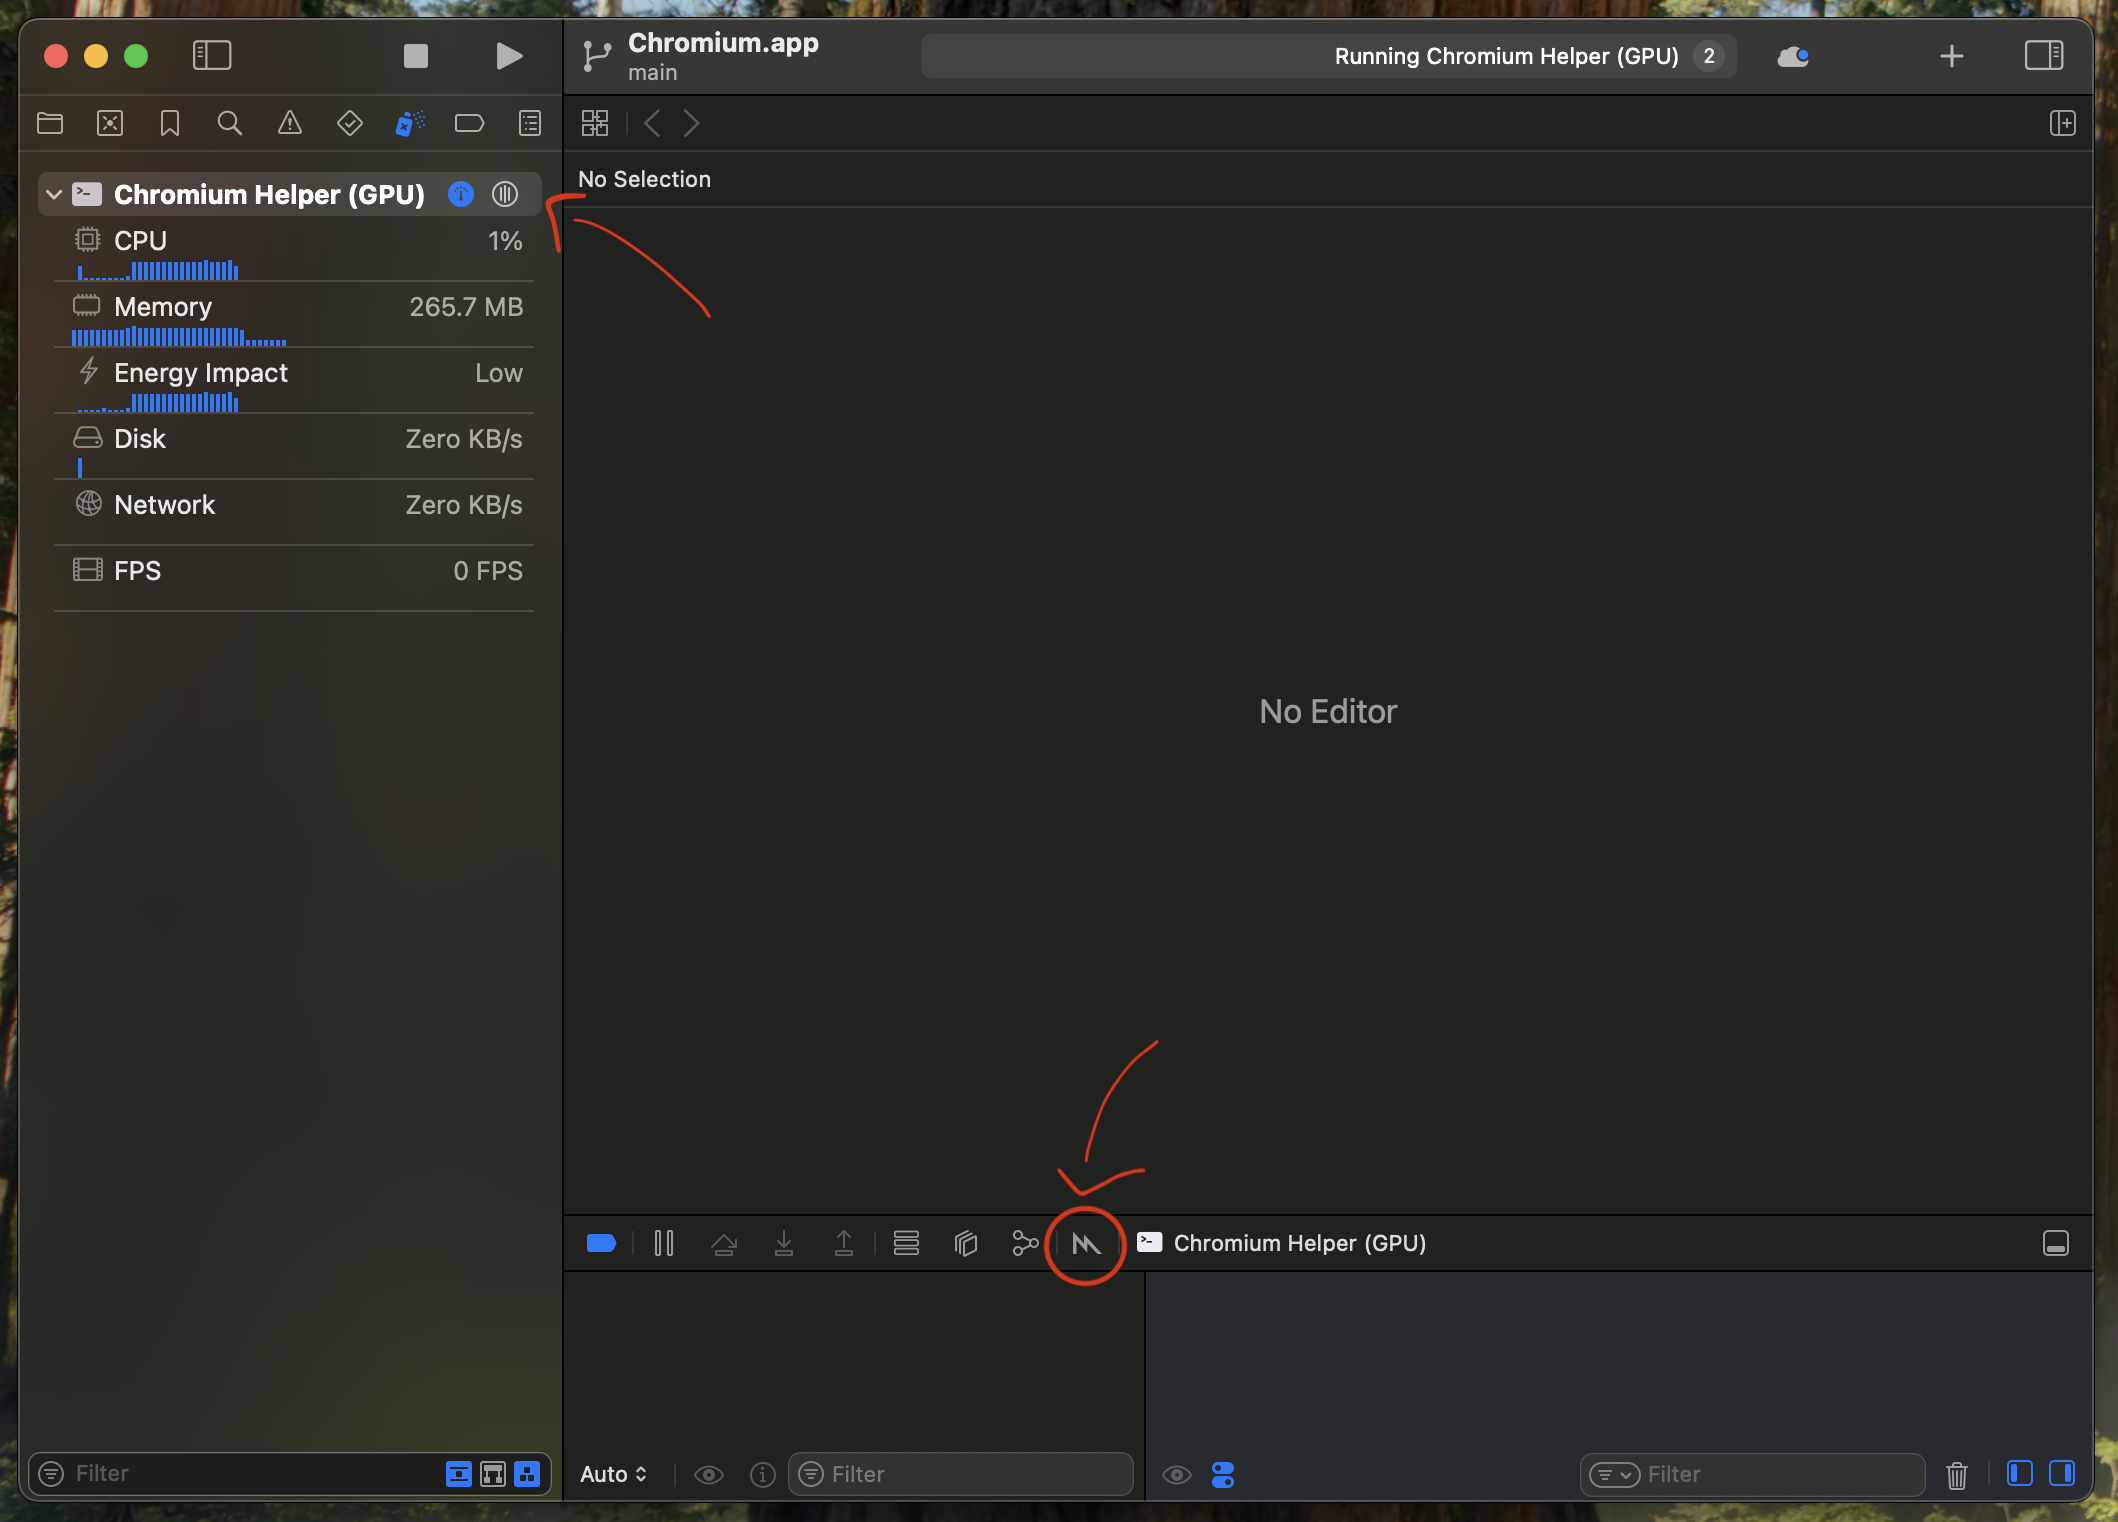 Chromium.app
main
Running Chromium Helper (GPU) 2
No Selection
Chromium Helper (GPU)
CPU 1%
Memory 265.7 MB
Energy Impact Low
Disk Zero KB/s
Network Zero KB/s
FPS 0 FPS
No Editor
Chromium Helper (GPU)
Filter
Auto
Filter
Filter